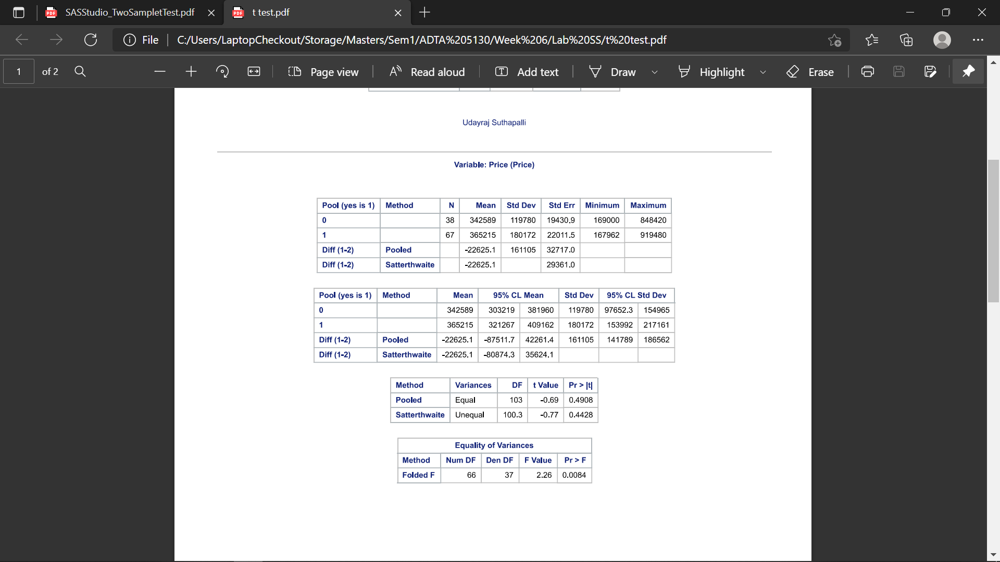 SASStudio_TwoSampletTest.pdf
t test.pdf
File
C:/Users/LaptopCheckout/Storage/Masters/Sem1/ADTA%205130/Week%206/Lab%20SS/t%20test.pdf
1 of 2
Page view
Read aloud
Add text
Draw
Highlight
Erase
Udayraj Suthapalli
Variable: Price (Price)
Pool (yes is 1) Method N Mean Std Dev Std Err Minimum Maximum
0 38 342589 119780 19430.9 169000 848420
1 67 365215 180172 22011.5 167962 919480
Diff (1-2) Pooled -22625.1 161105 32717.0
Diff (1-2) Satterthwaite -22625.1 29361.0
Pool (yes is 1) Method Mean 95% CL Mean Std Dev 95% CL Std Dev
0 342589 303219 381960 119780 97652.3 154965
1 365215 321267 409162 180172 153992 217161
Diff (1-2) Pooled -22625.1 -87511.7 42261.4 161105 141789 186562
Diff (1-2) Satterthwaite -22625.1 -80874.3 35624.1
Method Variances DF t Value Pr > |t|
Pooled Equal 103 -0.69 0.4908
Satterthwaite Unequal 100.3 -0.77 0.4428
Equality of Variances
Method Num DF Den DF F Value Pr > F
Folded F 66 37 2.26 0.0084